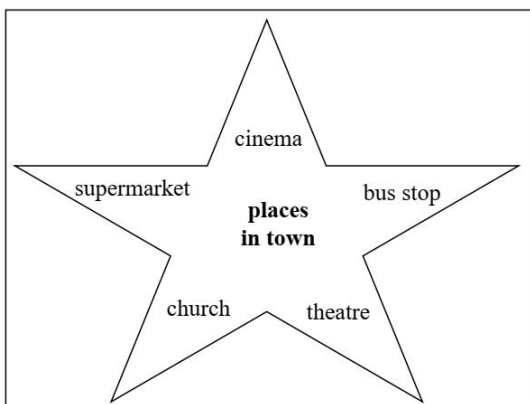 cinema
supermarket
bus stop
places
in town
church
theatre